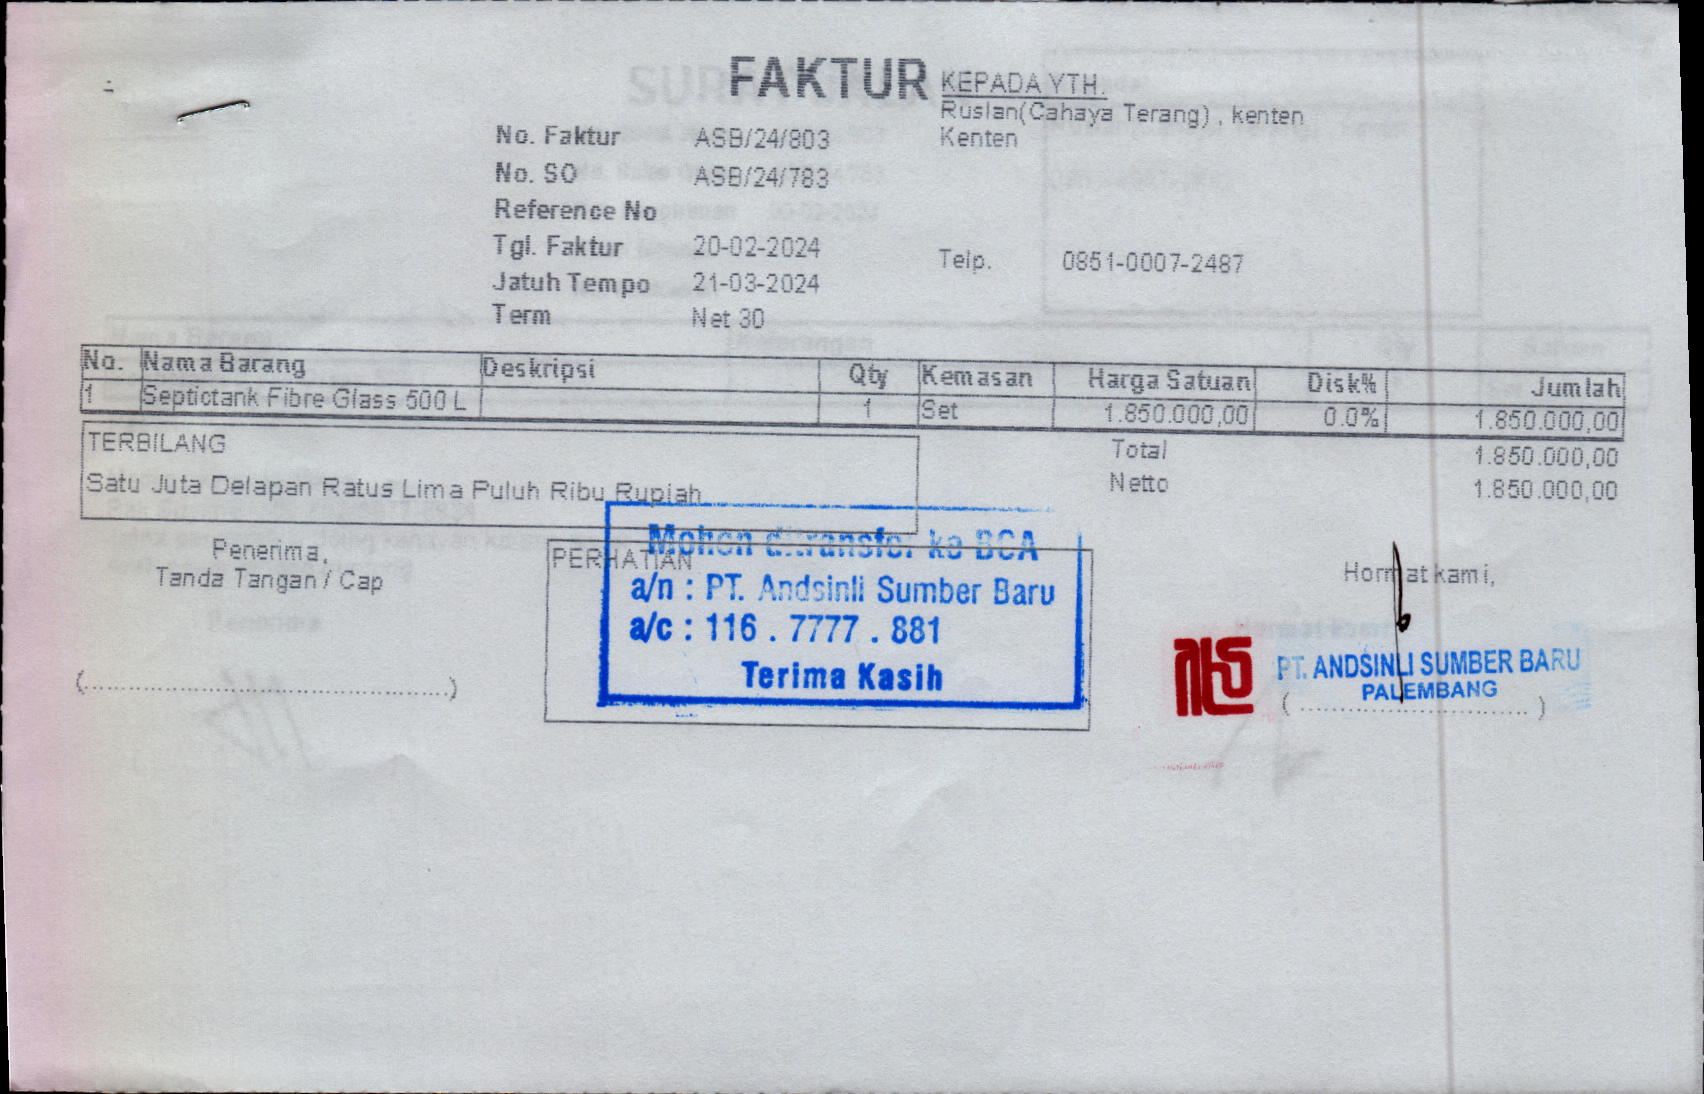 FAKTUR
KEPADA YTH.
Ruslan(Cahaya Terang) , kenten
Kenten
No. Faktur ASB/24/803
No. SO ASB/24/783
Reference No
Tgl. Faktur 20-02-2024
Telp. 0851-0007-2487
Jatuh Tempo 21-03-2024
Term Net 30
No. Nama Barang Deskripsi Qty Kemasan Harga Satuan Disk% Jumlah
1 Septictank Fibre Glass 500 L 1 Set 1.850.000,00 0.0% 1.850.000,00
TERBILANG
Total 1.850.000,00
Satu Juta Delapan Ratus Lima Puluh Ribu Rupiah
Netto 1.850.000,00
Penerima,
Tanda Tangan / Cap
(........................................................)
PERHATIAN
Mohon ditransfer ke BCA
a/n : PT. Andsinli Sumber Baru
a/c : 116 . 7777 . 881
Terima Kasih
Hormat kami,
PT. ANDSINLI SUMBER BARU
PALEMBANG
( ................................... )